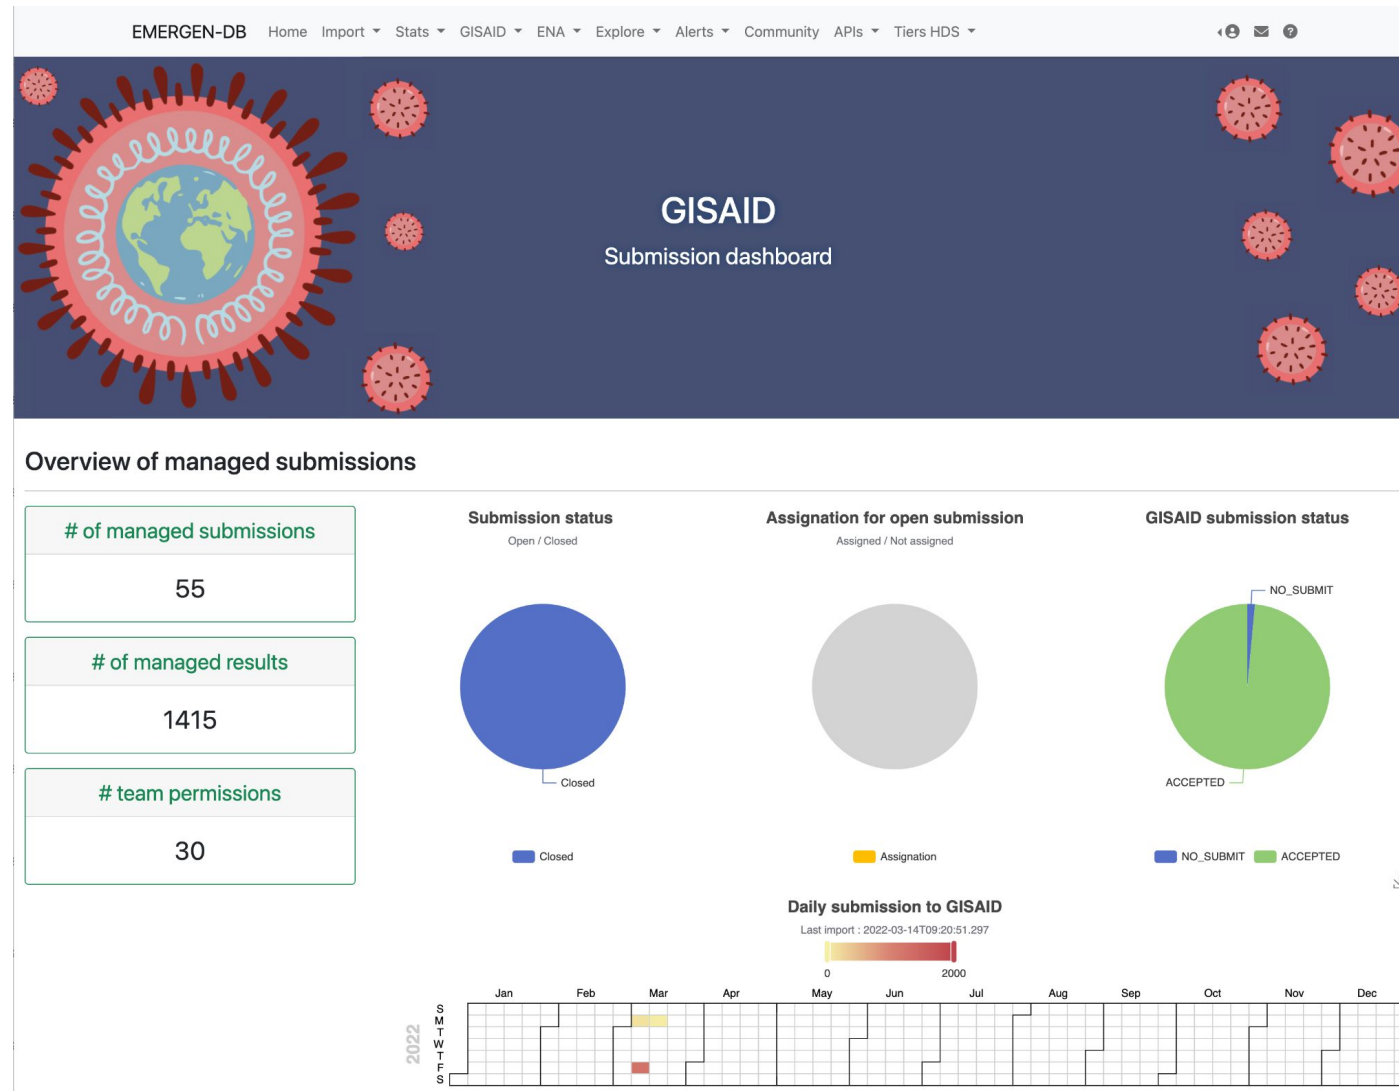 EMERGEN-DB Home Import Stats GISAID ENA Explore Alerts Community APIs Tiers HDS
GISAID
Submission dashboard
Overview of managed submissions
# of managed submissions
55
# of managed results
1415
# team permissions
30
Submission status
Open / Closed
Closed
Closed
Assignation for open submission
Assigned / Not assigned
Assignation
GISAID submission status
NO_SUBMIT
ACCEPTED
NO_SUBMIT ACCEPTED
Daily submission to GISAID
Last import : 2022-03-14T09:20:51.297
0 2000
Jan Feb Mar Apr May Jun Jul Aug Sep Oct Nov Dec
2022
S
M
T
W
T
F
S